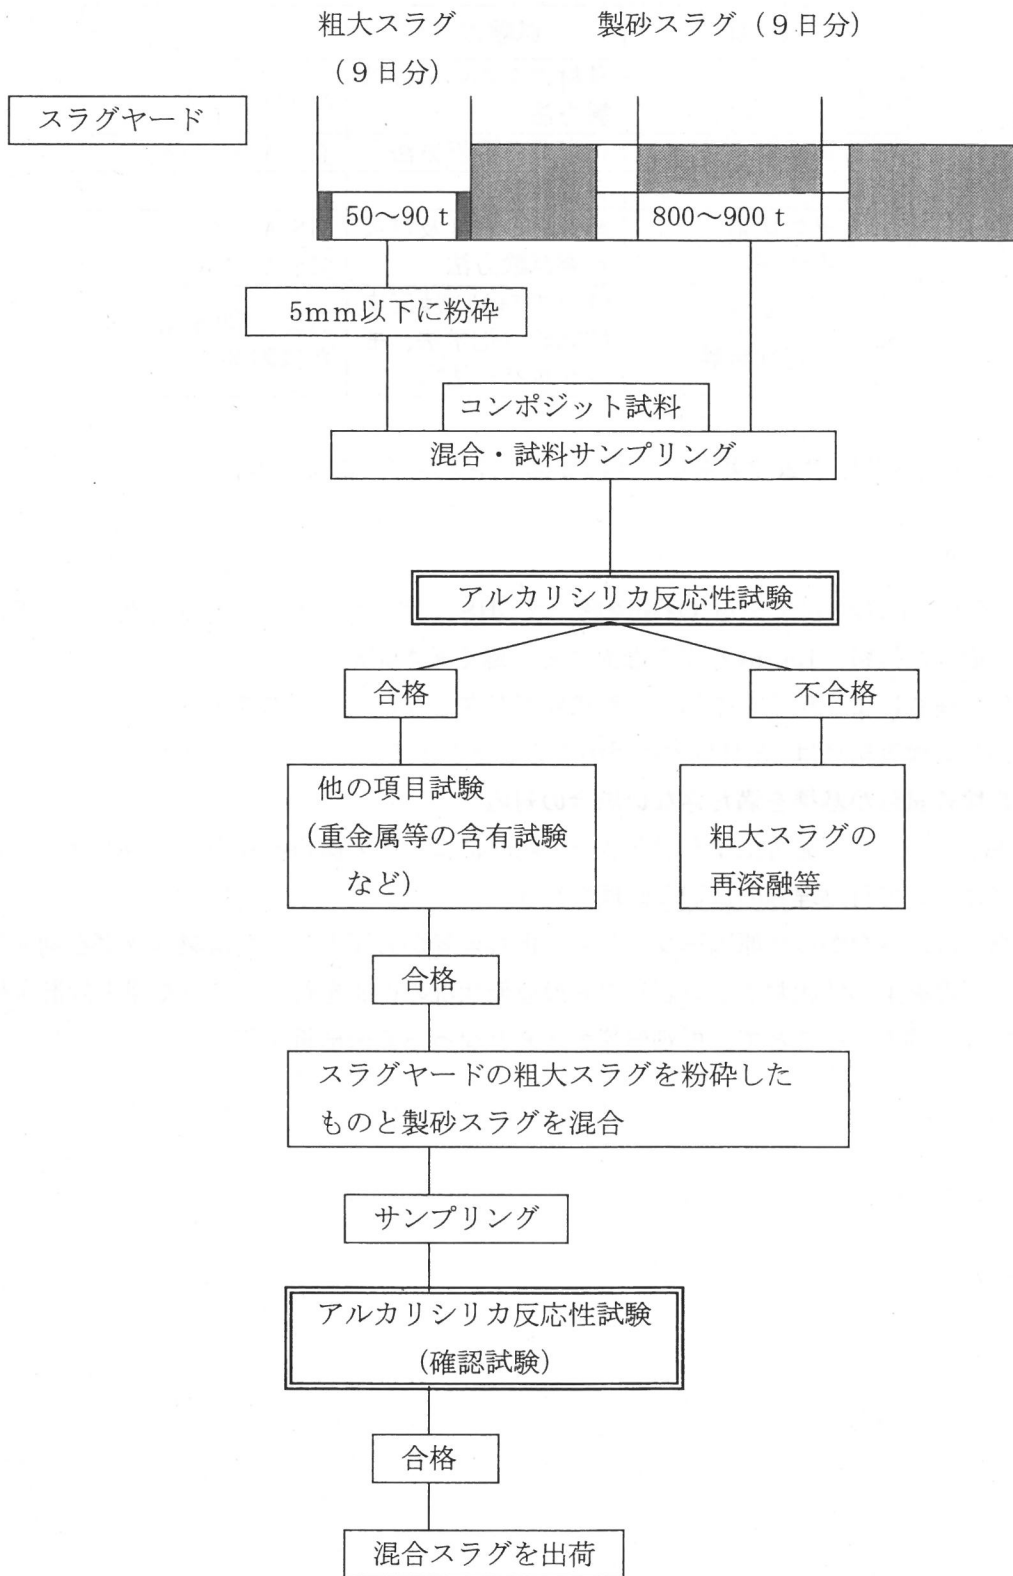 粗大スラグ
(9日分)
製砂スラグ(9日分)
スラグヤード
50～90 t
800～900 t
5mm以下に粉砕
コンポジット試料
混合・試料サンプリング
アルカリシリカ反応性試験
合格
不合格
他の項目試験
(重金属等の含有試験
など)
粗大スラグの
再溶融等
合格
スラグヤードの粗大スラグを粉砕した
ものと製砂スラグを混合
サンプリング
アルカリシリカ反応性試験
(確認試験)
合格
混合スラグを出荷